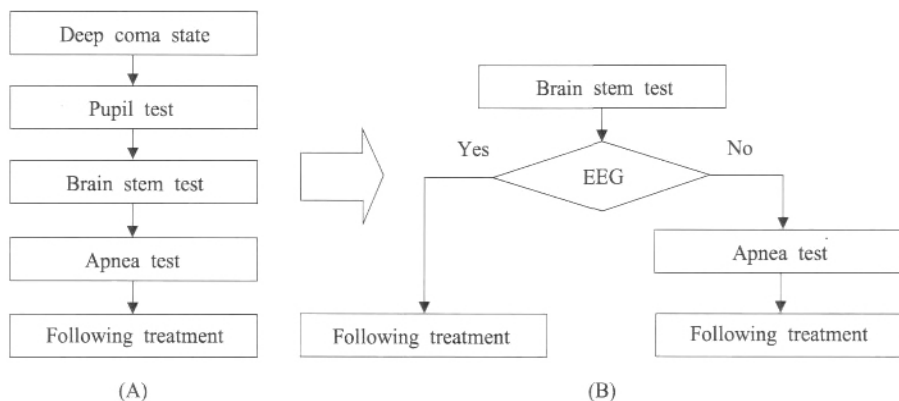 Deep coma state
Pupil test
Brain stem test
Apnea test
Following treatment
(A)
Brain stem test
Yes
No
EEG
Apnea test
Following treatment
Following treatment
(B)